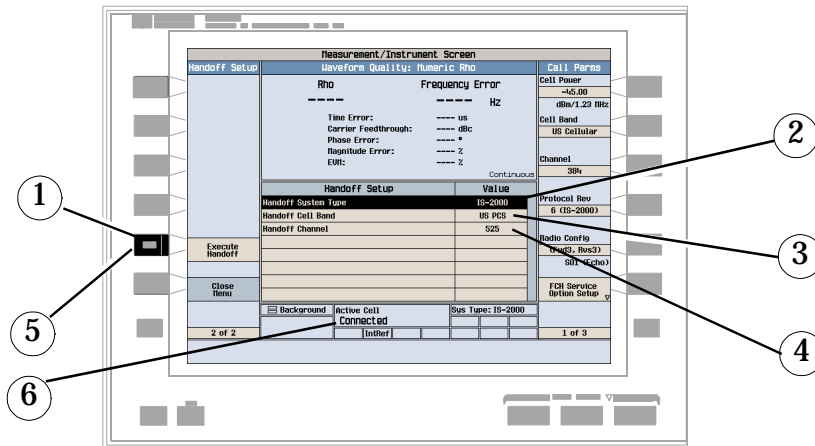 Measurement/Instrument Screen
Handoff Setup
Waveform Quality: Numeric Rho
Call Parms
Rho
Frequency Error
---- ---- Hz
Time Error: ---- us
Carrier Feedthrough: ---- dBc
Phase Error: ---- °
Magnitude Error: ---- %
EVM: ---- %
Continuous
Cell Power
-45.00
dBm/1.23 MHz
Cell Band
US Cellular
Channel
384
Protocol Rev
6 (IS-2000)
Radio Config
(Fwd3, Rvs3)
SO1 (Echo)
FCH Service
Option Setup
1 of 3
Handoff Setup Value
Handoff System Type IS-2000
Handoff Cell Band US PCS
Handoff Channel 525
Execute
Handoff
Close
Menu
2 of 2
Background
Active Cell
Connected
Sys Type: IS-2000
IntRef
1
2
3
4
5
6